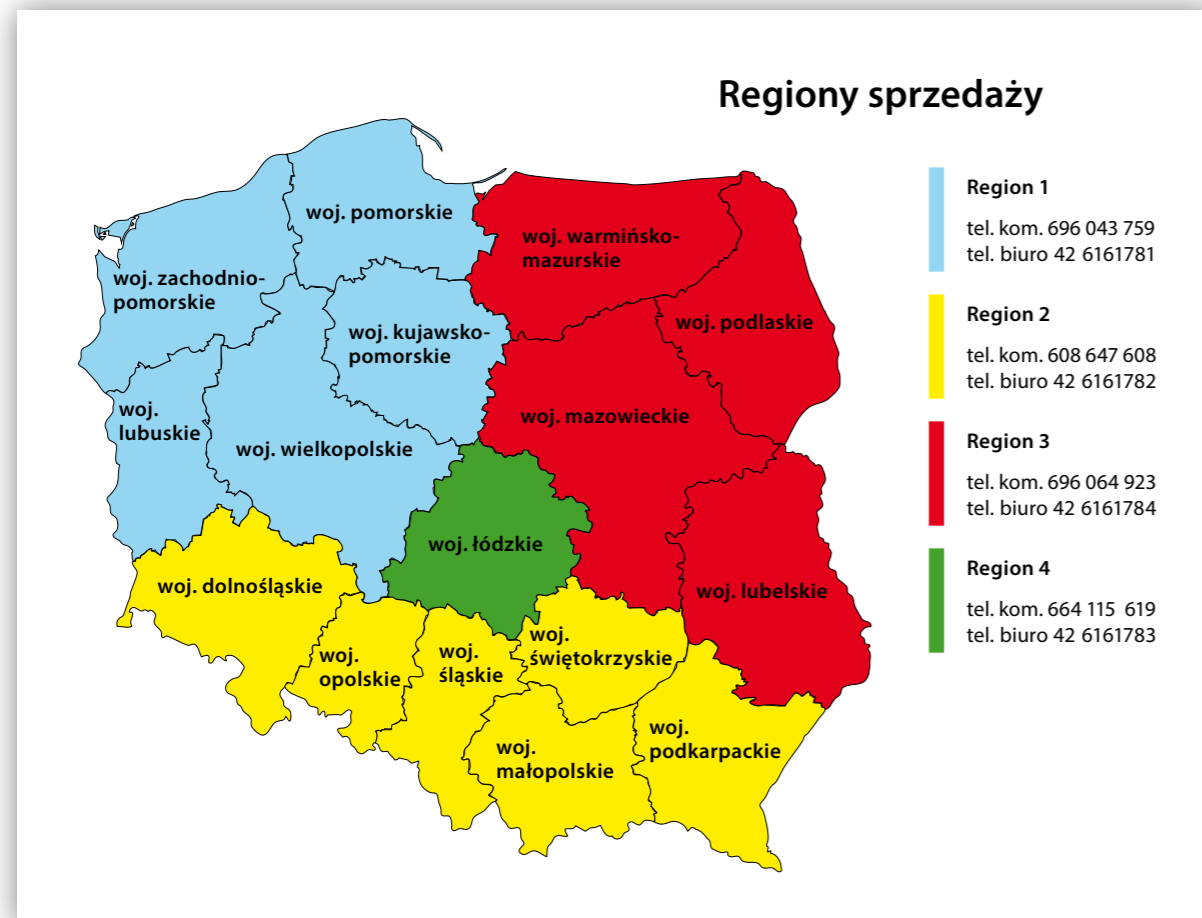 Regiony sprzedaży
woj. pomorskie
woj. zachodnio-
pomorskie
woj. kujawsko-
pomorskie
woj.
lubuskie
woj. wielkopolskie
woj. warmińsko-
mazurskie
woj. podlaskie
woj. mazowieckie
woj. łódzkie
woj. lubelskie
woj. dolnośląskie
woj.
opolskie
woj.
śląskie
woj.
świętokrzyskie
woj.
małopolskie
woj.
podkarpackie
Region 1
tel. kom. 696 043 759
tel. biuro 42 6161781
Region 2
tel. kom. 608 647 608
tel. biuro 42 6161782
Region 3
tel. kom. 696 064 923
tel. biuro 42 6161784
Region 4
tel. kom. 664 115  619
tel. biuro 42 6161783